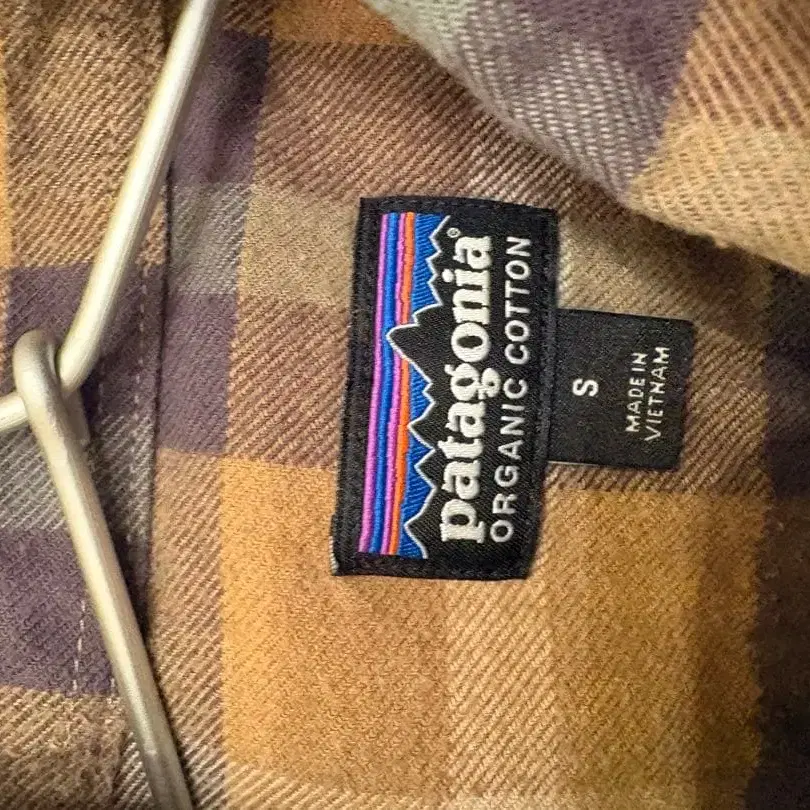 patagonia®
ORGANIC COTTON
S
MADE IN
VIETNAM